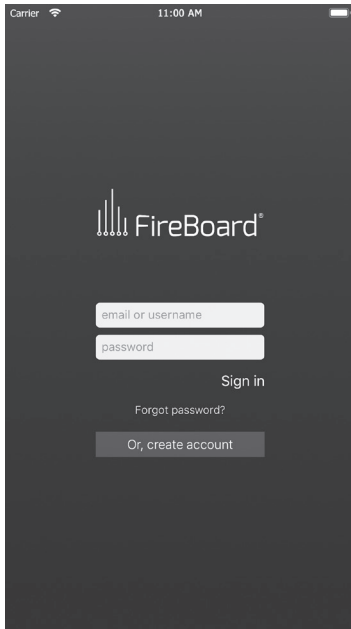 Carrier 11:00 AM
FireBoard®
email or username
password
Sign in
Forgot password?
Or, create account